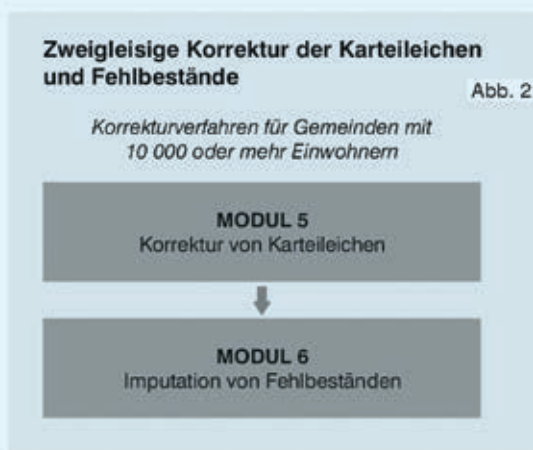 Zweigleisige Korrektur der Karteileichen
und Fehlbestände
Abb. 2
Korrekturverfahren für Gemeinden mit
10 000 oder mehr Einwohnern
MODUL 5
Korrektur von Karteileichen
MODUL 6
Imputation von Fehlbeständen